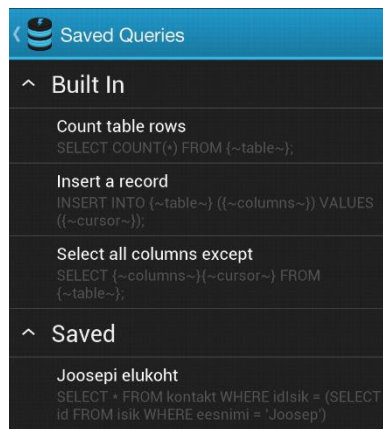 Saved Queries
Built In
Count table rows
SELECT COUNT(*) FROM {~table~};
Insert a record
INSERT INTO {~table~} ({~columns~}) VALUES
({~cursor~});
Select all columns except
SELECT {~columns~}{~cursor~} FROM
{~table~};
Saved
Joosepi elukoht
SELECT * FROM kontakt WHERE idIsik = (SELECT
id FROM isik WHERE eesnimi = 'Joosep')